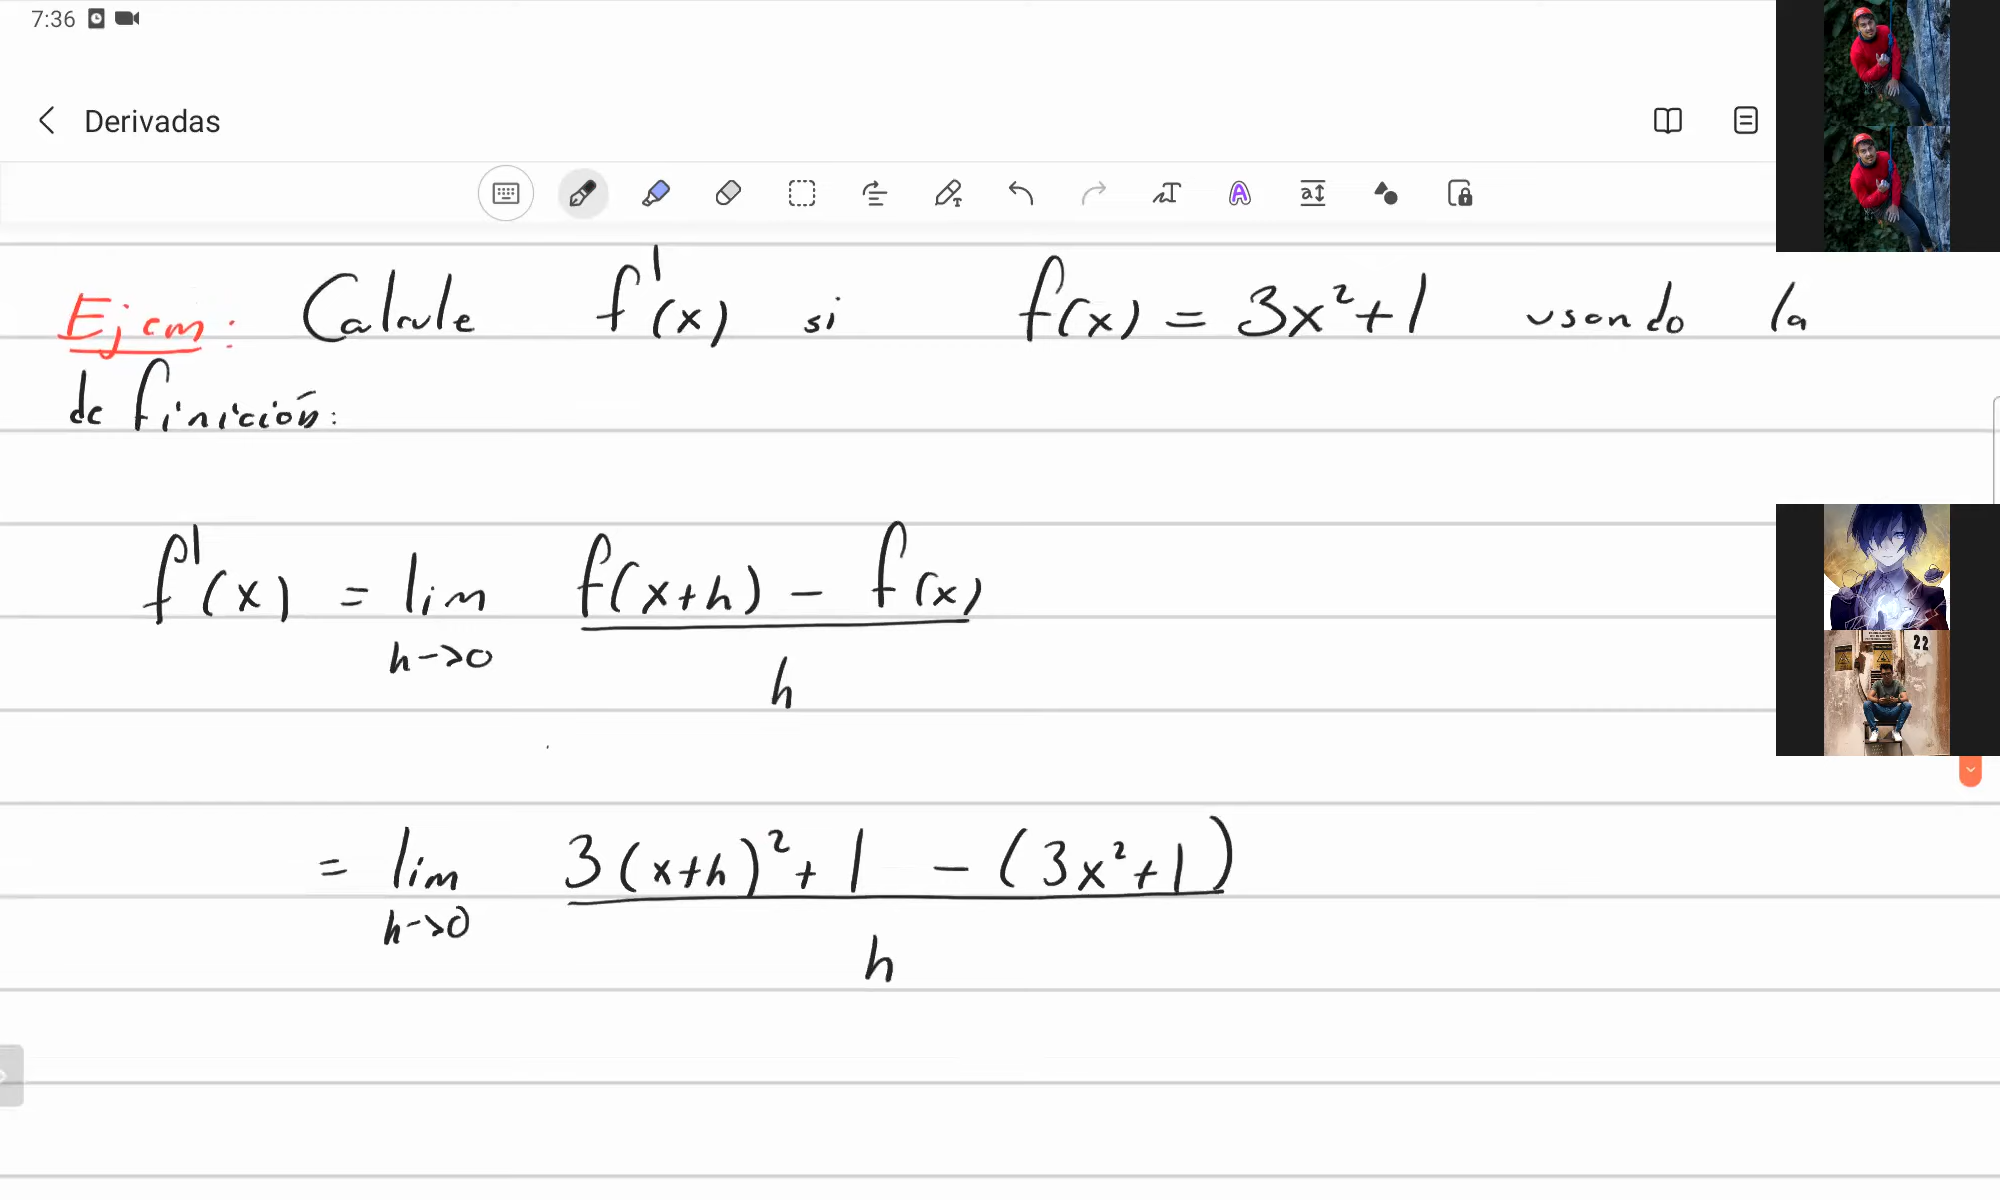 7:36
Derivadas
Ejem: Calcule f'(x) si f(x) = 3x²+1 usando la
definición:
f'(x) = lim f(x+h) - f(x)
h->0 h
= lim 3(x+h)²+1 - (3x²+1)
h->0 h
22